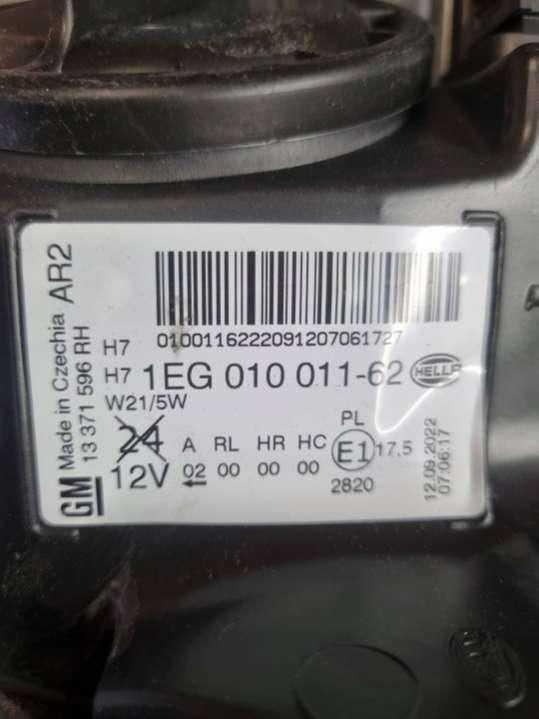 GM
Made in Czechia
13 371 596 RH
AR2
0100116222091207061727
H7
H7 1EG 010 011-62 HELLA
W21/5W
24
12V
A RL HR HC
02 00 00 00
PL
E1 17.5
2820
12.09.2022
07:06:17